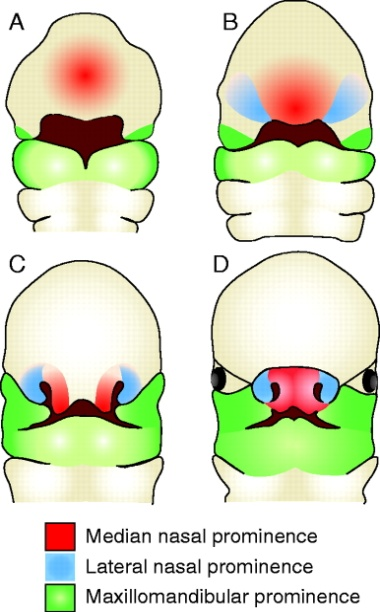 A
B
C
D
Median nasal prominence
Lateral nasal prominence
Maxillomandibular prominence